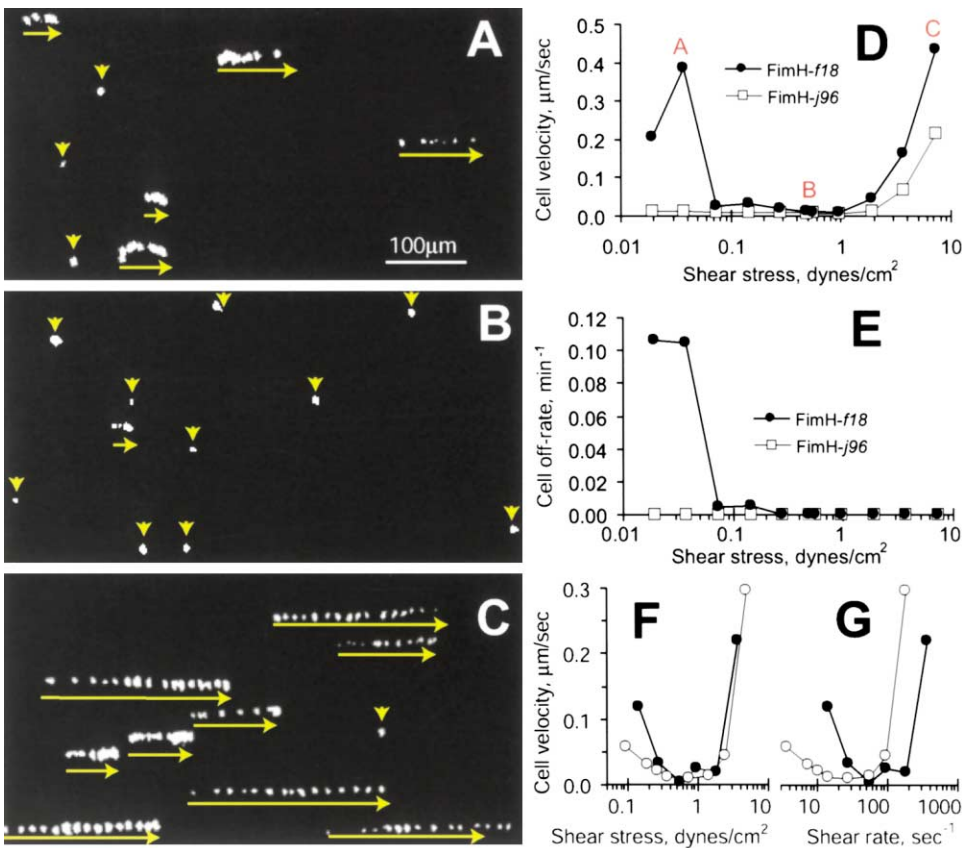 A
100µm
B
C
D
Cell velocity, µm/sec
0.5
0.4
0.3
0.2
0.1
0.0
A
B
C
FimH-f18
FimH-j96
0.01
0.1
1
10
Shear stress, dynes/cm²
E
Cell off-rate, min⁻¹
0.12
0.10
0.08
0.06
0.04
0.02
0.00
FimH-f18
FimH-j96
0.01
0.1
1
10
Shear stress, dynes/cm²
F
Cell velocity, µm/sec
0.3
0.2
0.1
0.0
0.1
1
10
Shear stress, dynes/cm²
G
10
100
1000
Shear rate, sec⁻¹